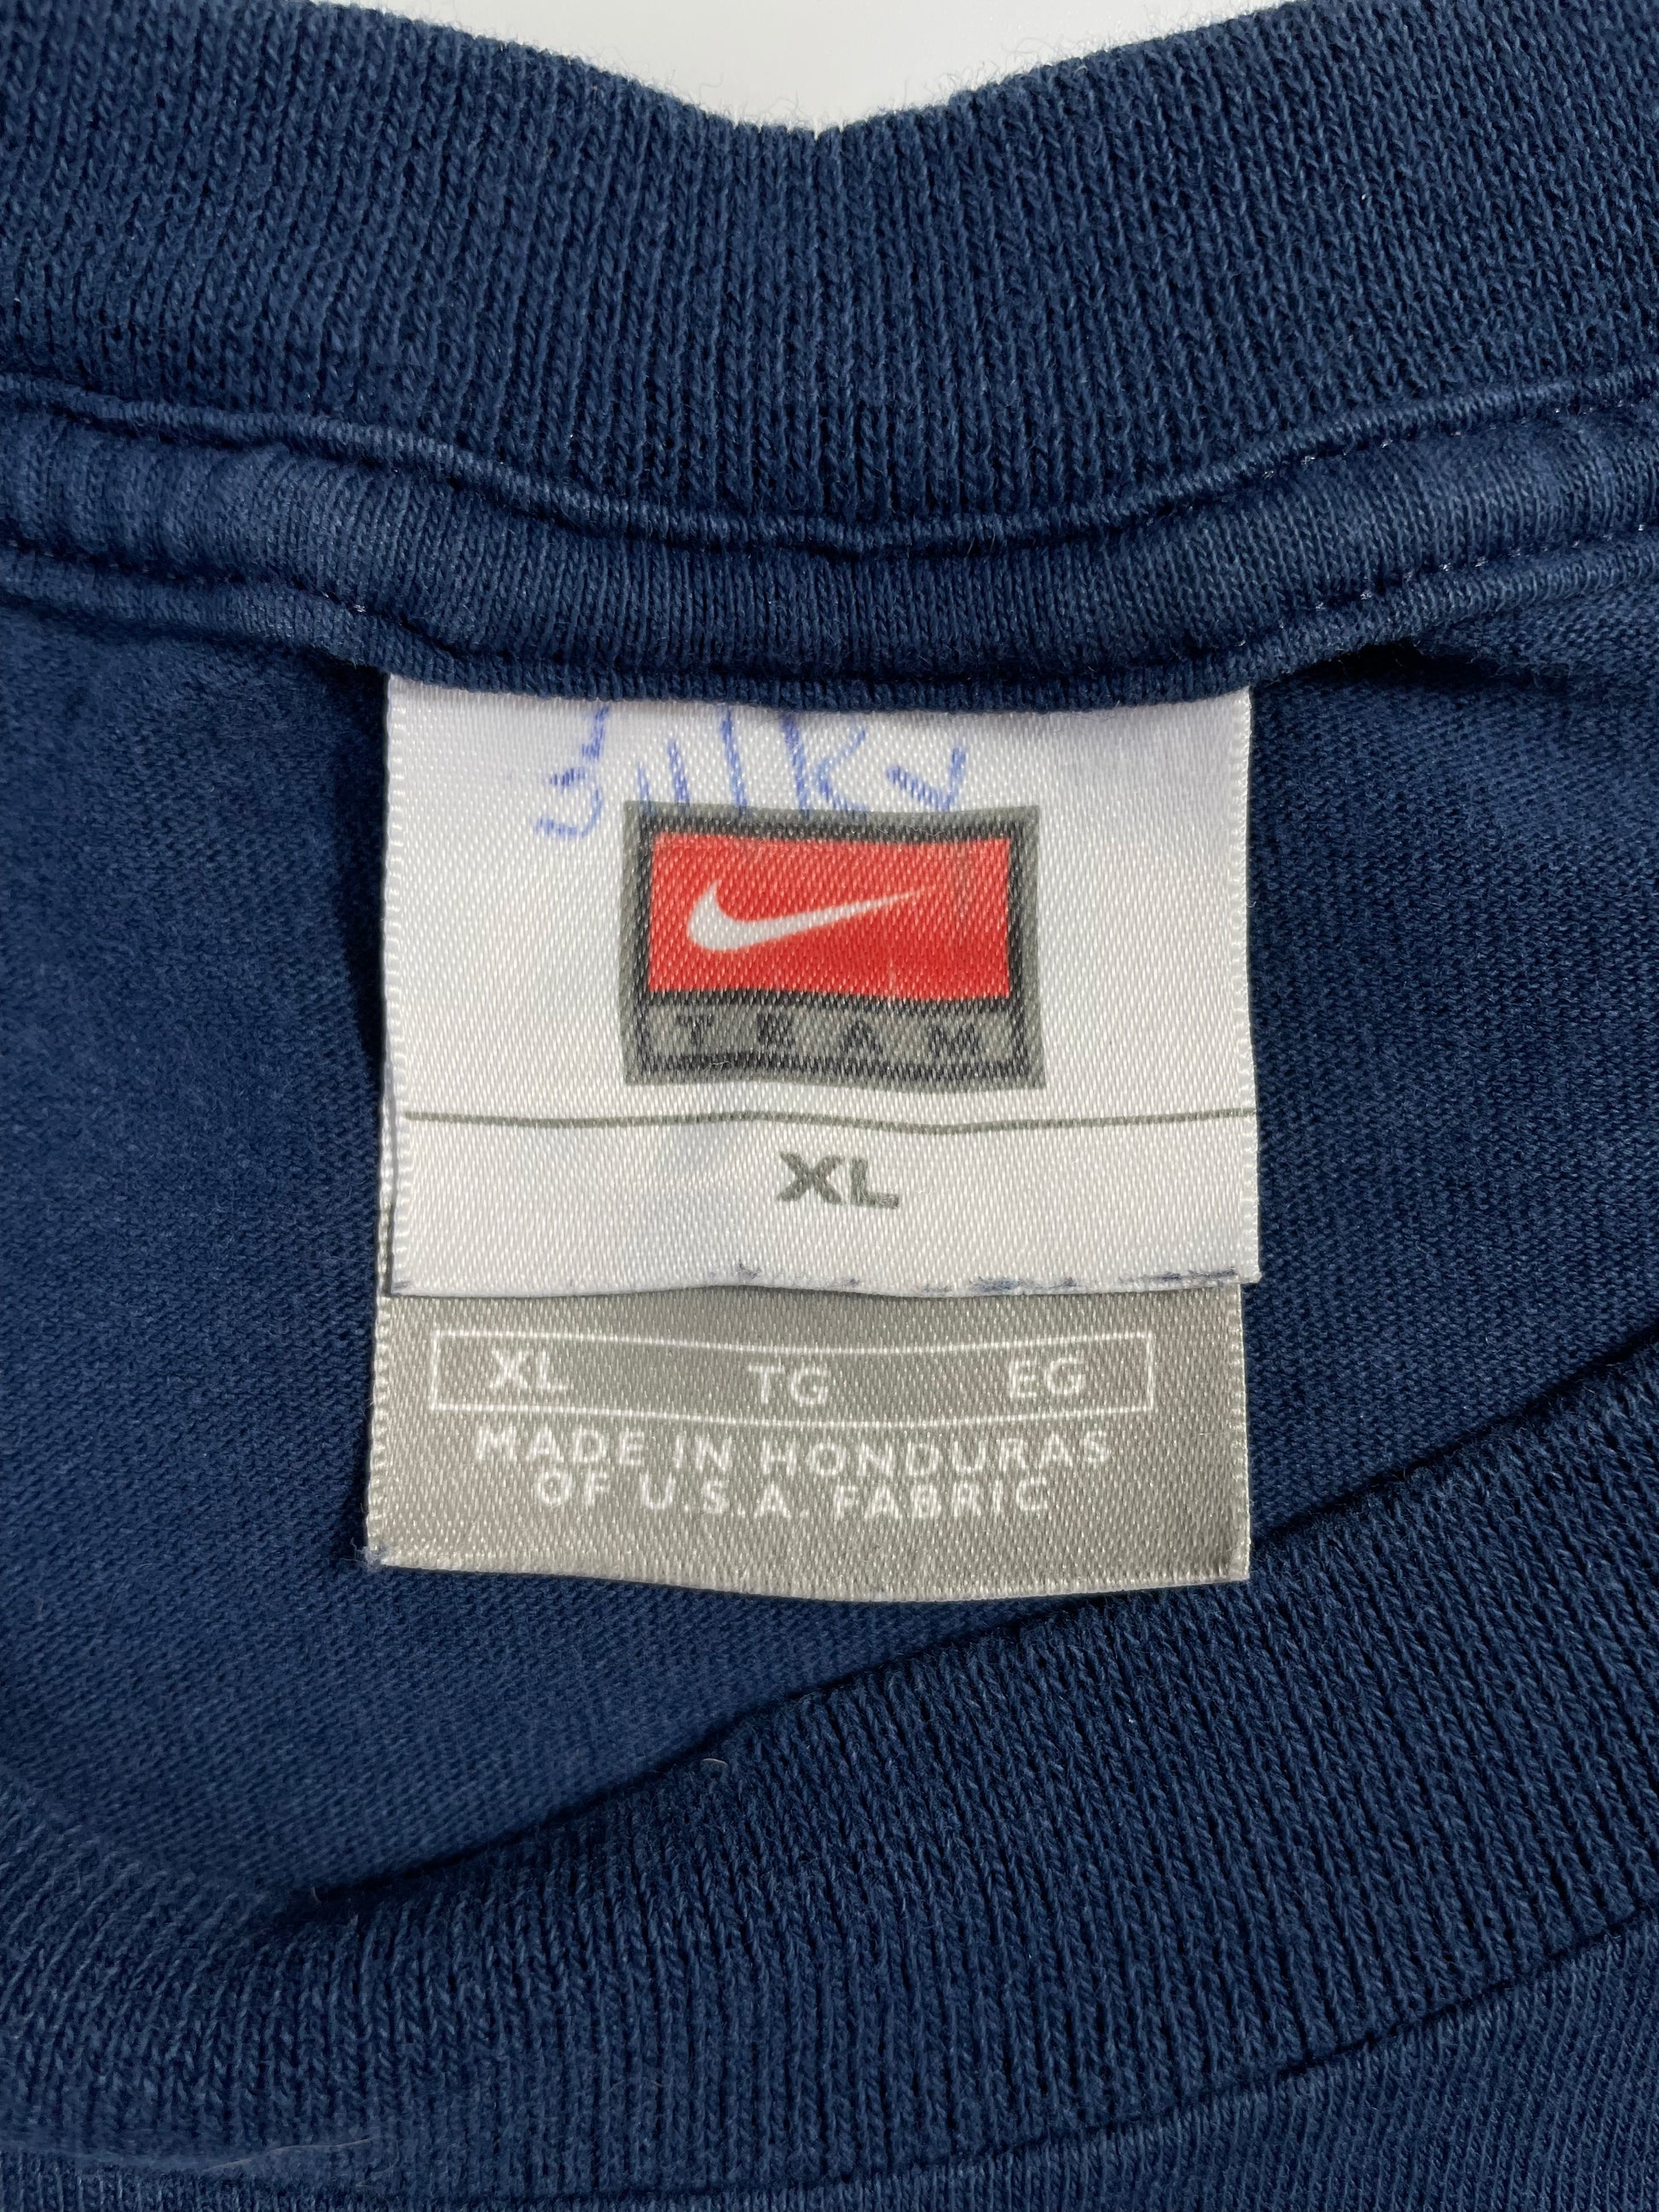 TEAM
XL
XL TG EG
MADE IN HONDURAS
OF U.S.A. FABRIC